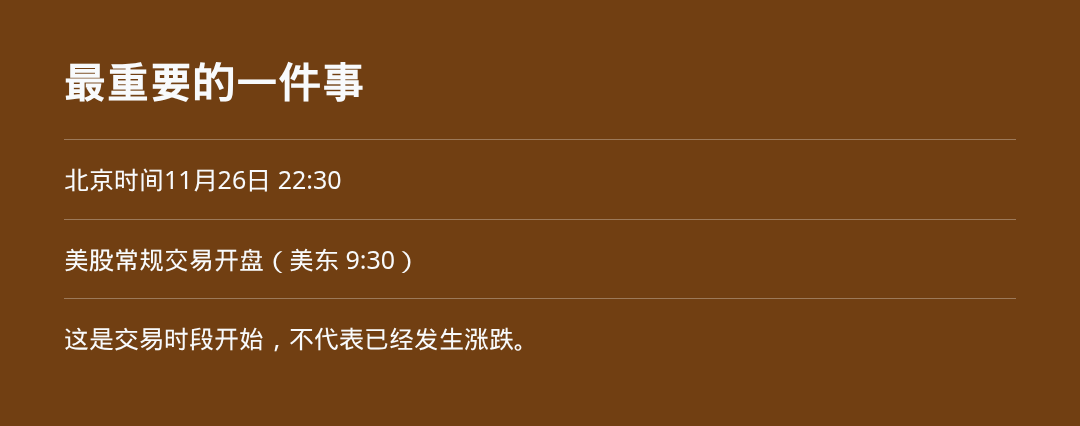 最重要的一件事
北京时间11月26日 22:30
美股常规交易开盘（美东 9:30）
这是交易时段开始，不代表已经发生涨跌。